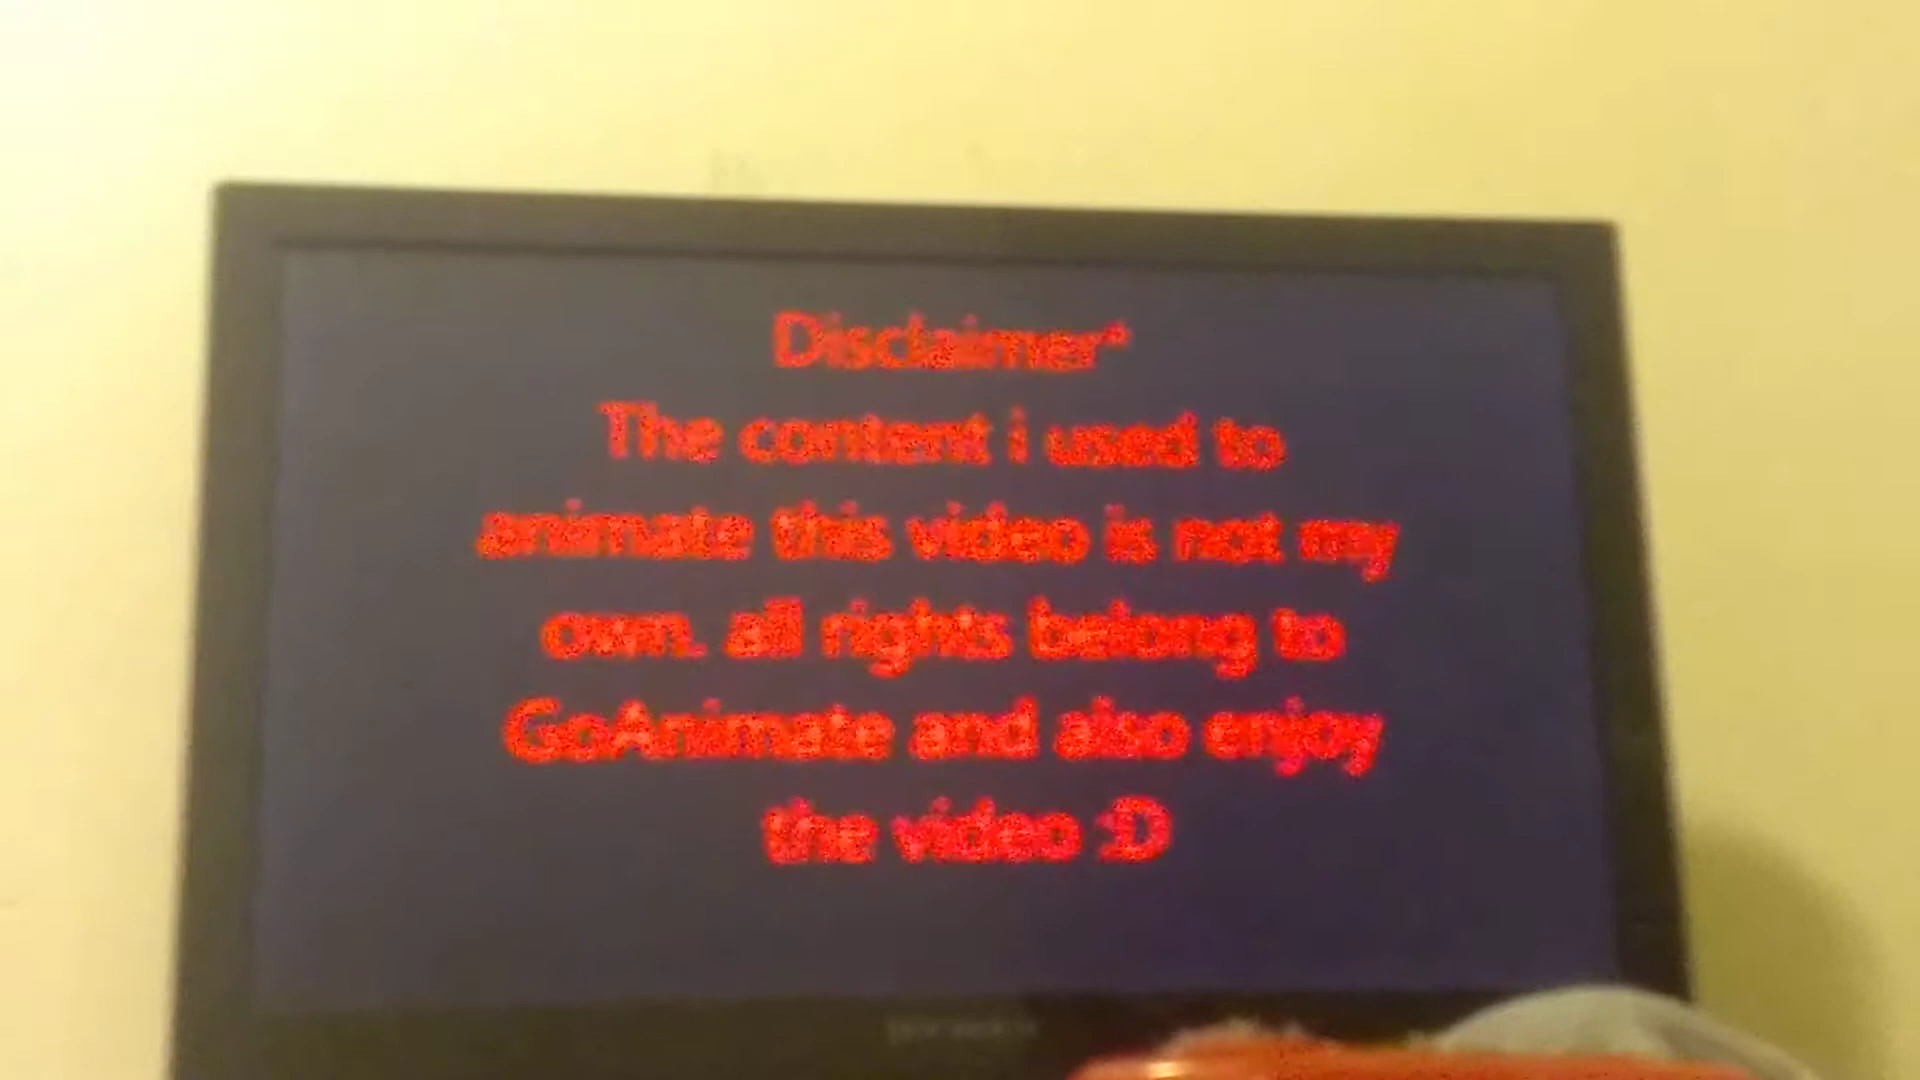 Disclaimer*
The content i used to
animate this video is not my
own. all rights belong to
GoAnimate and also enjoy
the video :D